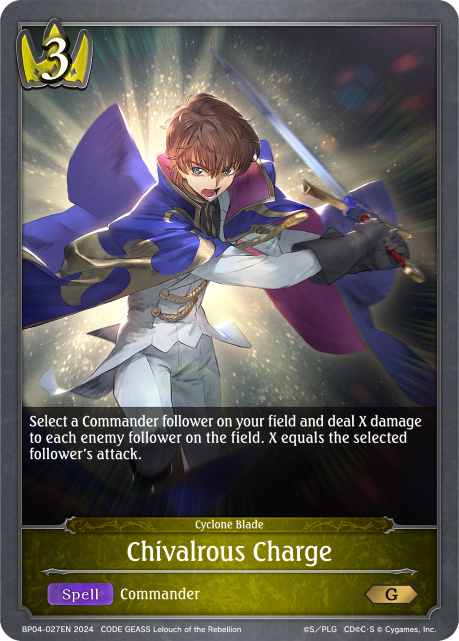 3
Select a Commander follower on your field and deal X damage
to each enemy follower on the field. X equals the selected
follower's attack.
Cyclone Blade
Chivalrous Charge
Spell Commander G
BP04-027EN 2024 CODE GEASS Lelouch of the Rebellion ©S/PLG CD©C·S © Cygames, Inc.